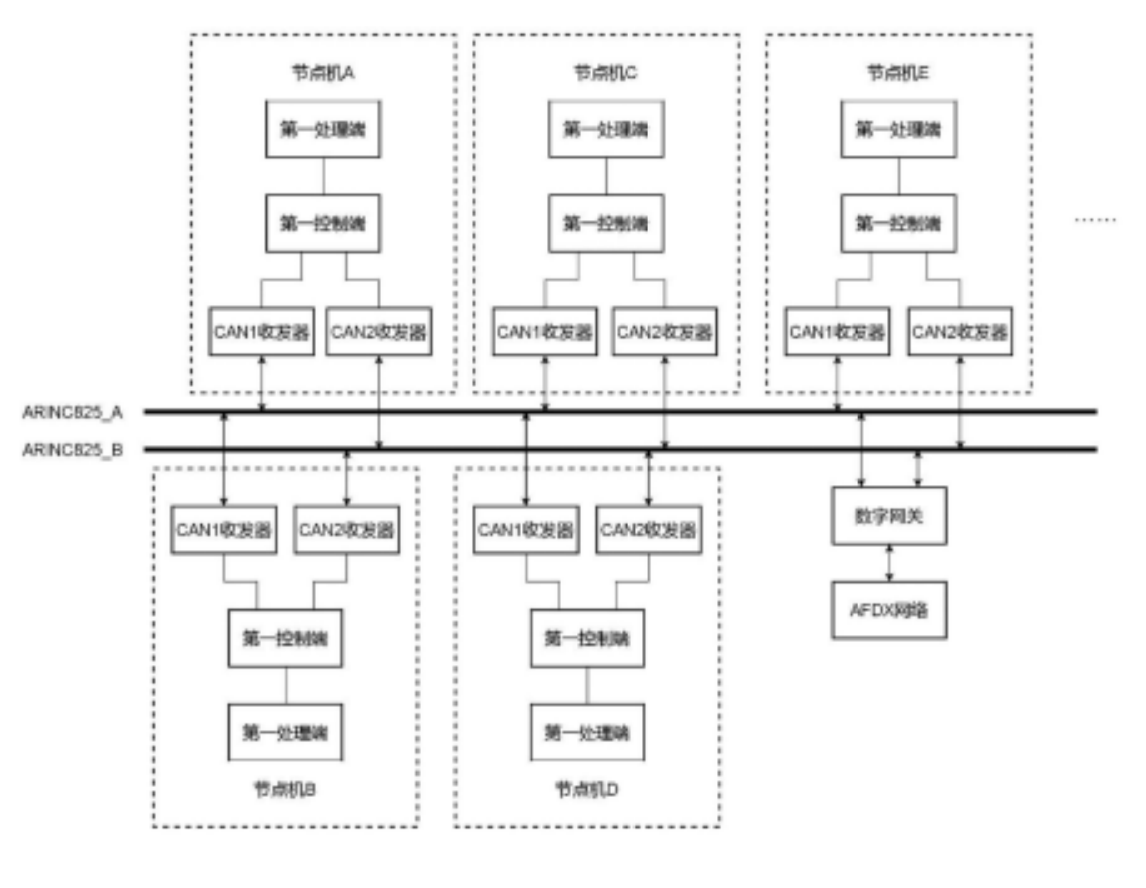 节点机A
第一处理端
第一控制端
CAN1收发器
CAN2收发器
节点机C
第一处理端
第一控制端
CAN1收发器
CAN2收发器
节点机E
第一处理端
第一控制端
CAN1收发器
CAN2收发器
……
ARINC825_A
ARINC825_B
CAN1收发器
CAN2收发器
第一控制端
第一处理端
节点机B
CAN1收发器
CAN2收发器
第一控制端
第一处理端
节点机D
数字网关
AFDX网络